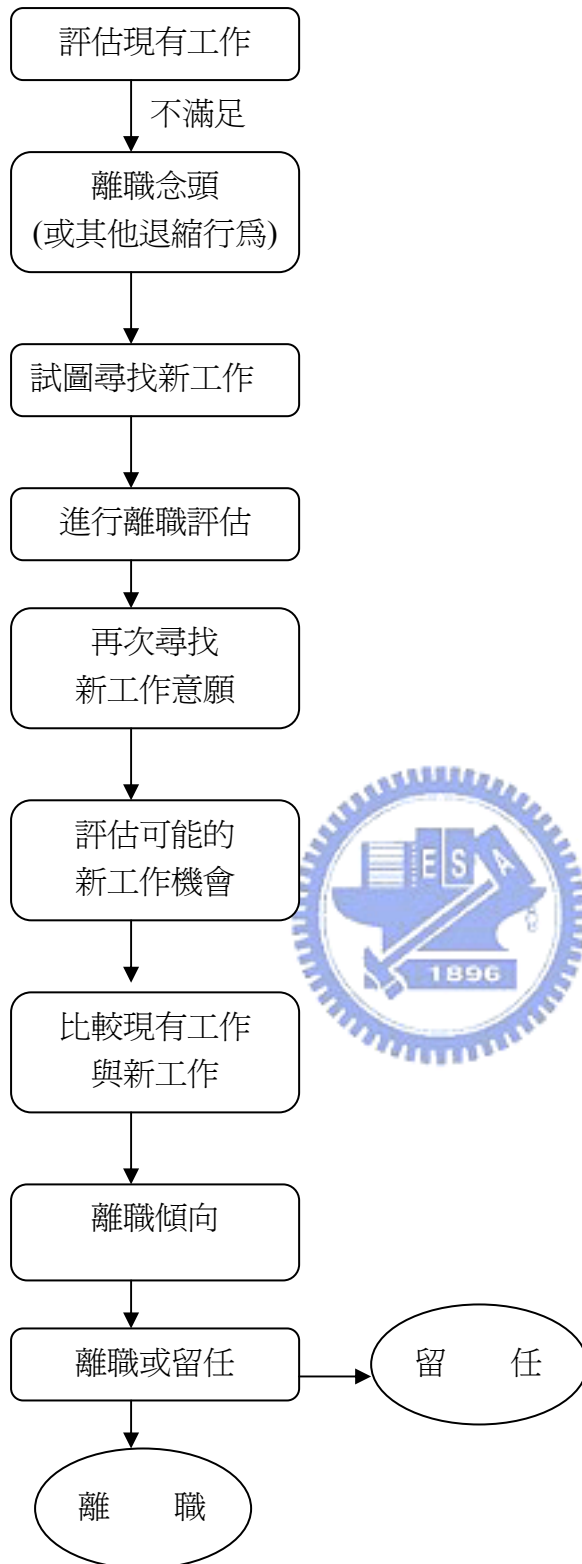 評估現有工作
不滿足
離職念頭
(或其他退縮行為)
試圖尋找新工作
進行離職評估
再次尋找
新工作意願
評估可能的
新工作機會
E S A
1896
比較現有工作
與新工作
離職傾向
離職或留任
留 任
離 職